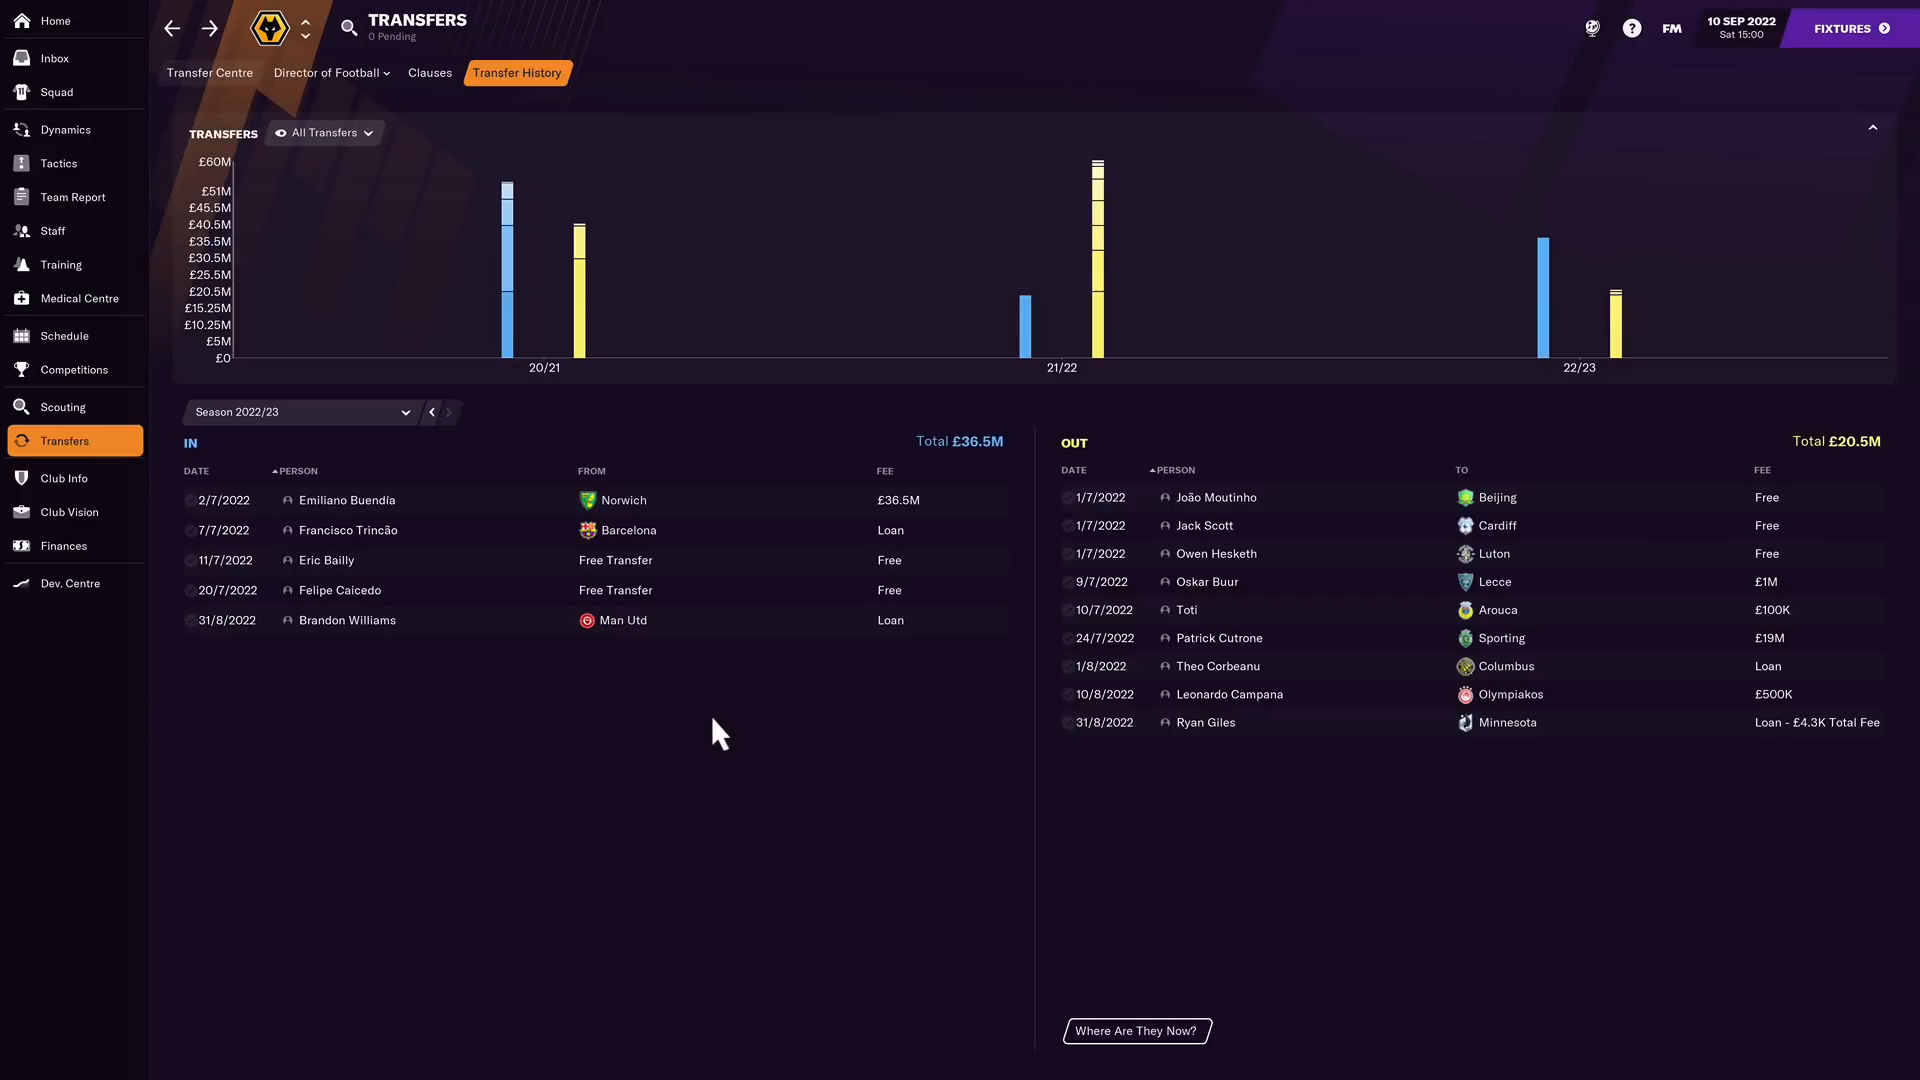 Home
Inbox
Squad
Dynamics
Tactics
Team Report
Staff
Training
Medical Centre
Schedule
Competitions
Scouting
Transfers
Club Info
Club Vision
Finances
Dev. Centre
TRANSFERS
0 Pending
FM
10 SEP 2022
Sat 15:00
FIXTURES
Transfer Centre
Director of Football
Clauses
Transfer History
TRANSFERS
All Transfers
£60M
£51M
£45.5M
£40.5M
£35.5M
£30.5M
£25.5M
£20.5M
£15.25M
£10.25M
£5M
£0
20/21
21/22
22/23
Season 2022/23
IN
Total £36.5M
DATE PERSON FROM FEE
2/7/2022 Emiliano Buendía Norwich £36.5M
7/7/2022 Francisco Trincão Barcelona Loan
11/7/2022 Eric Bailly Free Transfer Free
20/7/2022 Felipe Caicedo Free Transfer Free
31/8/2022 Brandon Williams Man Utd Loan
OUT
Total £20.5M
DATE PERSON TO FEE
1/7/2022 João Moutinho Beijing Free
1/7/2022 Jack Scott Cardiff Free
1/7/2022 Owen Hesketh Luton Free
9/7/2022 Oskar Buur Lecce £1M
10/7/2022 Toti Arouca £100K
24/7/2022 Patrick Cutrone Sporting £19M
1/8/2022 Theo Corbeanu Columbus Loan
10/8/2022 Leonardo Campana Olympiakos £500K
31/8/2022 Ryan Giles Minnesota Loan - £4.3K Total Fee
Where Are They Now?